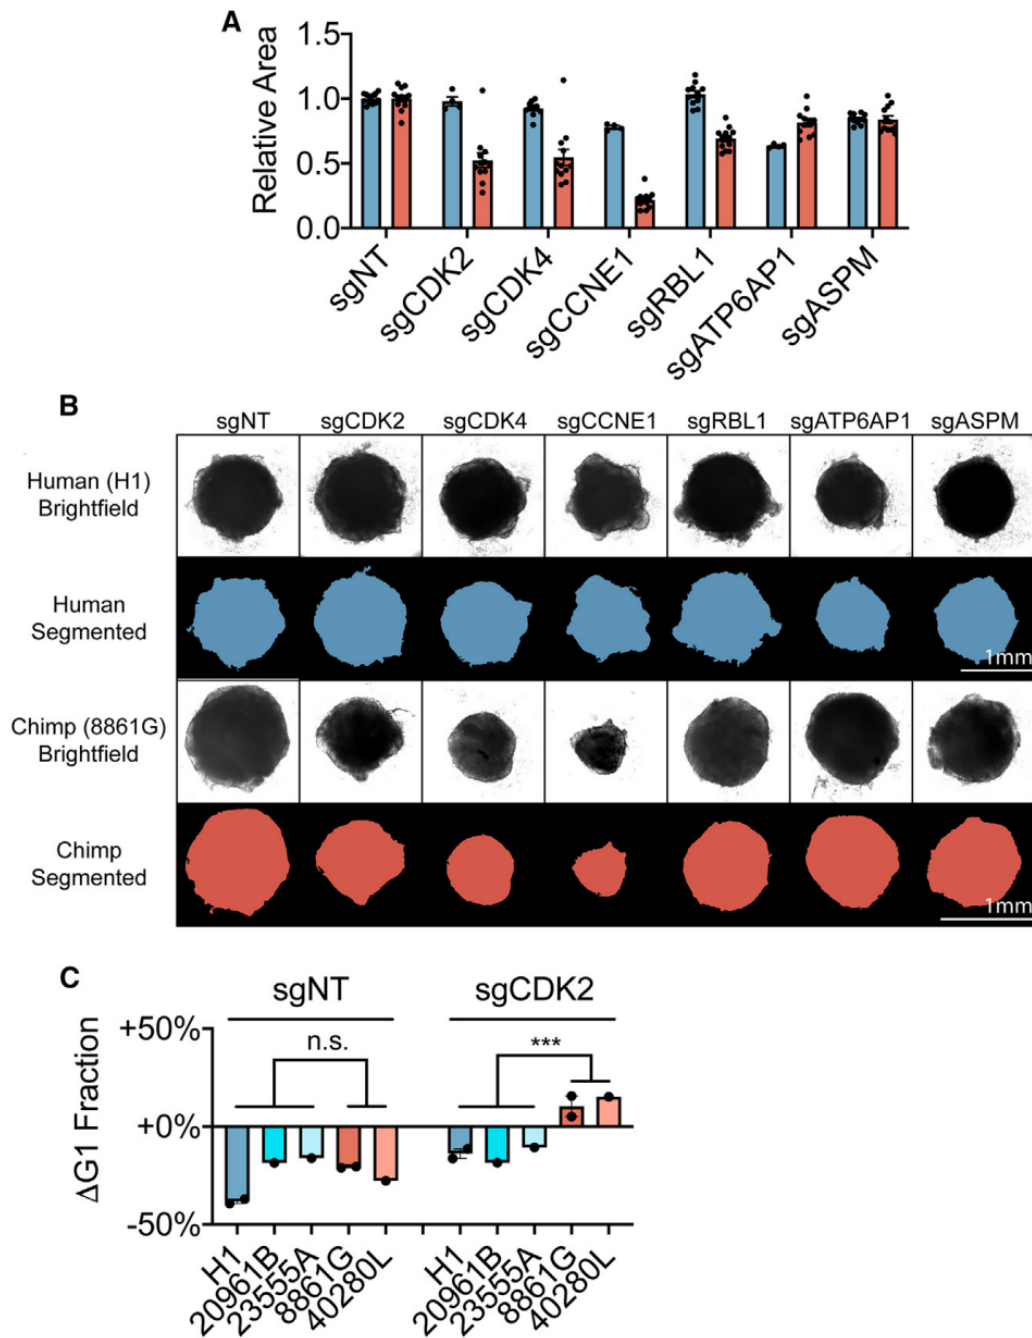 A
Relative Area
1.5
1.0
0.5
0.0
sgNT
sgCDK2
sgCDK4
sgCCNE1
sgRBL1
sgATP6AP1
sgASPM
B
sgNT sgCDK2 sgCDK4 sgCCNE1 sgRBL1 sgATP6AP1 sgASPM
Human (H1)
Brightfield
Human
Segmented
1mm
Chimp (8861G)
Brightfield
Chimp
Segmented
1mm
C
sgNT sgCDK2
ΔG1 Fraction
+50%
+0%
-50%
n.s.
***
H1
20961B
23555A
8861G
40280L
H1
20961B
23555A
8861G
40280L